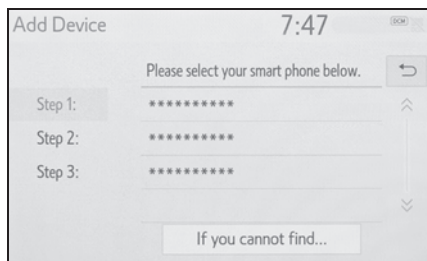 Add Device 7:47 DCM
Please select your smart phone below.
Step 1: **********
Step 2: **********
Step 3: **********
If you cannot find...